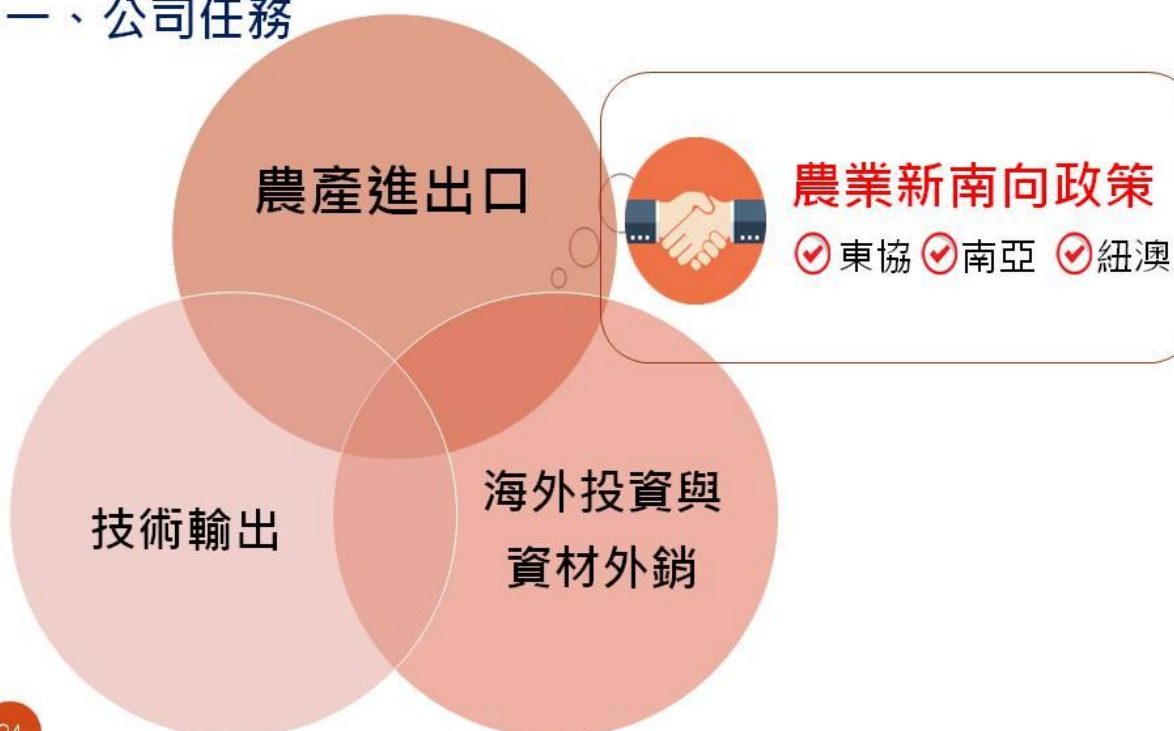 一、公司任務
農產進出口
農業新南向政策
東協 南亞 紐澳
技術輸出
海外投資與
資材外銷